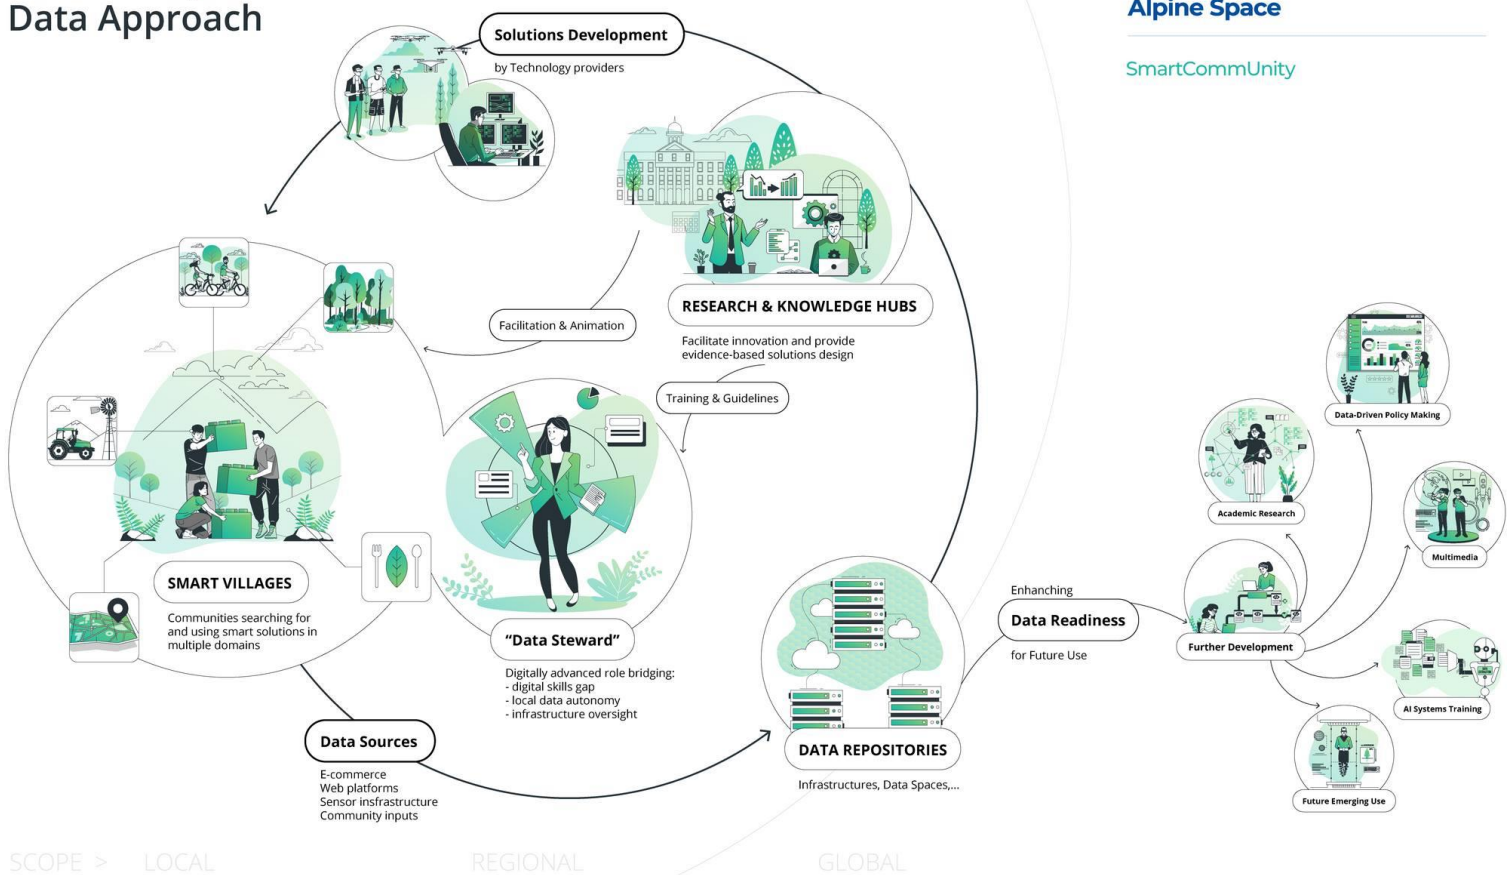 Data Approach
Alpine Space
SmartCommUnity
Solutions Development
by Technology providers
RESEARCH & KNOWLEDGE HUBS
Facilitate innovation and provide
evidence-based solutions design
Facilitation & Animation
Training & Guidelines
SMART VILLAGES
Communities searching for
and using smart solutions in
multiple domains
“Data Steward”
Digitally advanced role bridging:
- digital skills gap
- local data autonomy
- infrastructure oversight
Data Sources
E-commerce
Web platforms
Sensor insfrastructure
Community inputs
DATA REPOSITORIES
Infrastructures, Data Spaces,...
Enhanching
Data Readiness
for Future Use
Further Development
Academic Research
Data-Driven Policy Making
Multimedia
AI Systems Training
Future Emerging Use
SCOPE > LOCAL REGIONAL GLOBAL